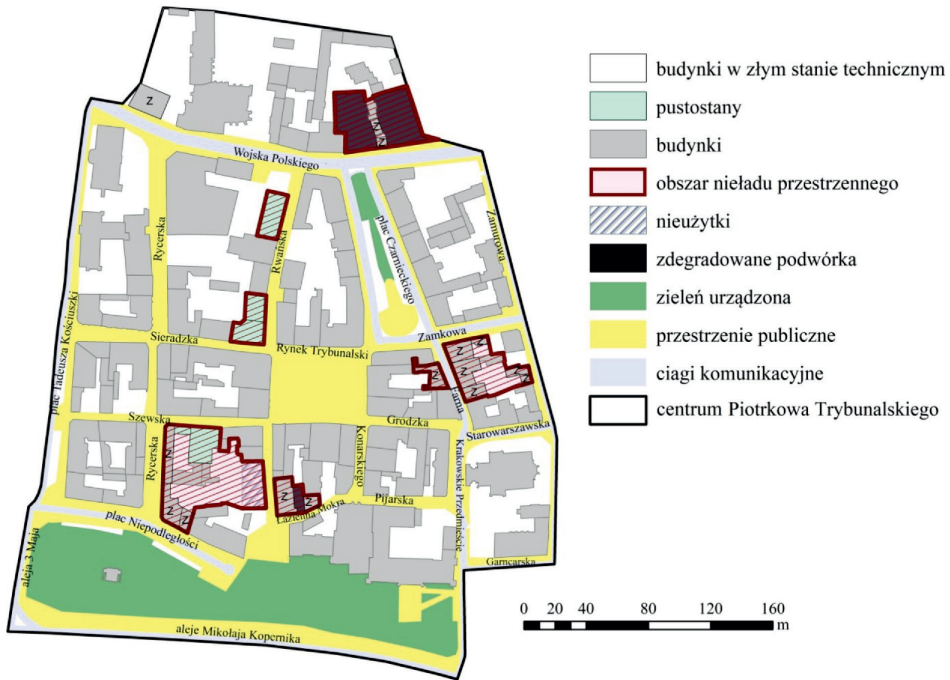 budynki w złym stanie technicznym
pustostany
budynki
obszar nieładu przestrzennego
nieużytki
zdegradowane podwórka
zieleń urządzona
przestrzenie publiczne
ciagi komunikacyjne
centrum Piotrkowa Trybunalskiego
0 20 40 80 120 160
m
Z
Wojska Polskiego
Z
Z
Rycerska
Rwańska
plac Czarnieckiego
Zamurowa
plac Tadeusza Kościuszki
Sieradzka
Rynek Trybunalski
Zamkowa
Z
Z
Z
Z
Z
Z
Farna
Szewska
Grodzka
Starowarszawska
Rycerska
Konarskiego
Krakowskie Przedmieście
Z
Z
Z
Z
Z
Z
Łazienna Mokra
Pijarska
plac Niepodległości
Garncarska
aleja 3 Maja
aleje Mikołaja Kopernika